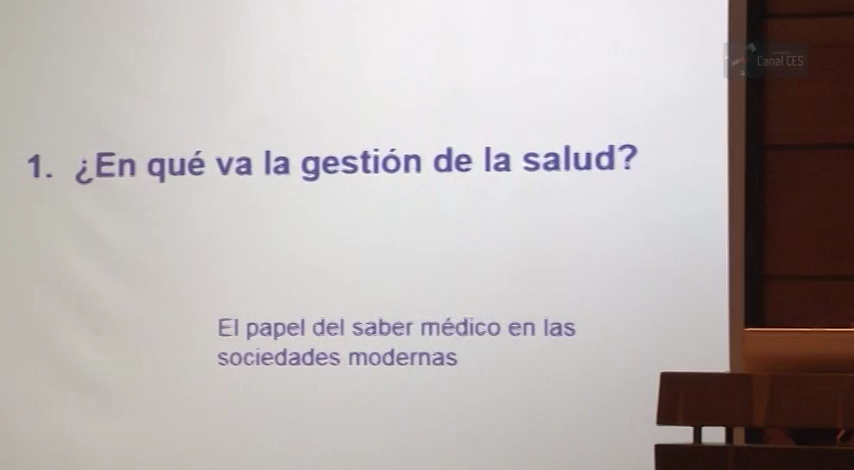 Canal CES
1. ¿En qué va la gestión de la salud?
El papel del saber médico en las
sociedades modernas